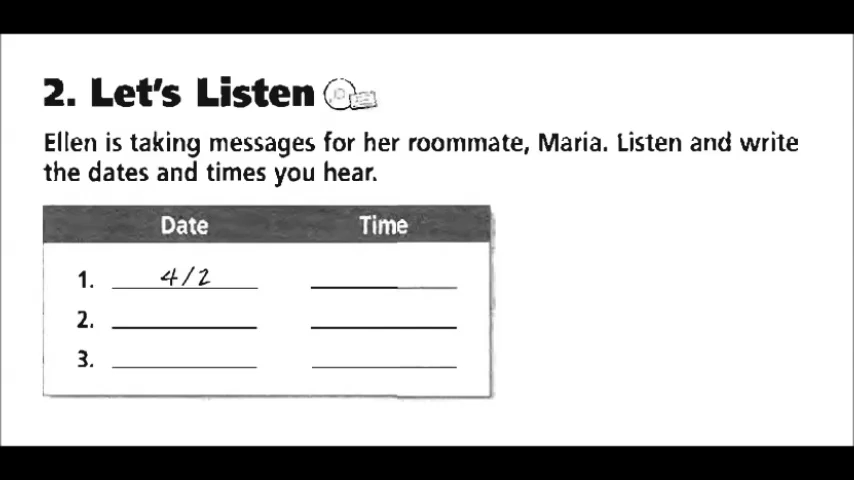 2. Let's Listen
Ellen is taking messages for her roommate, Maria. Listen and write
the dates and times you hear.
Date Time
1. 4/2
2.
3.